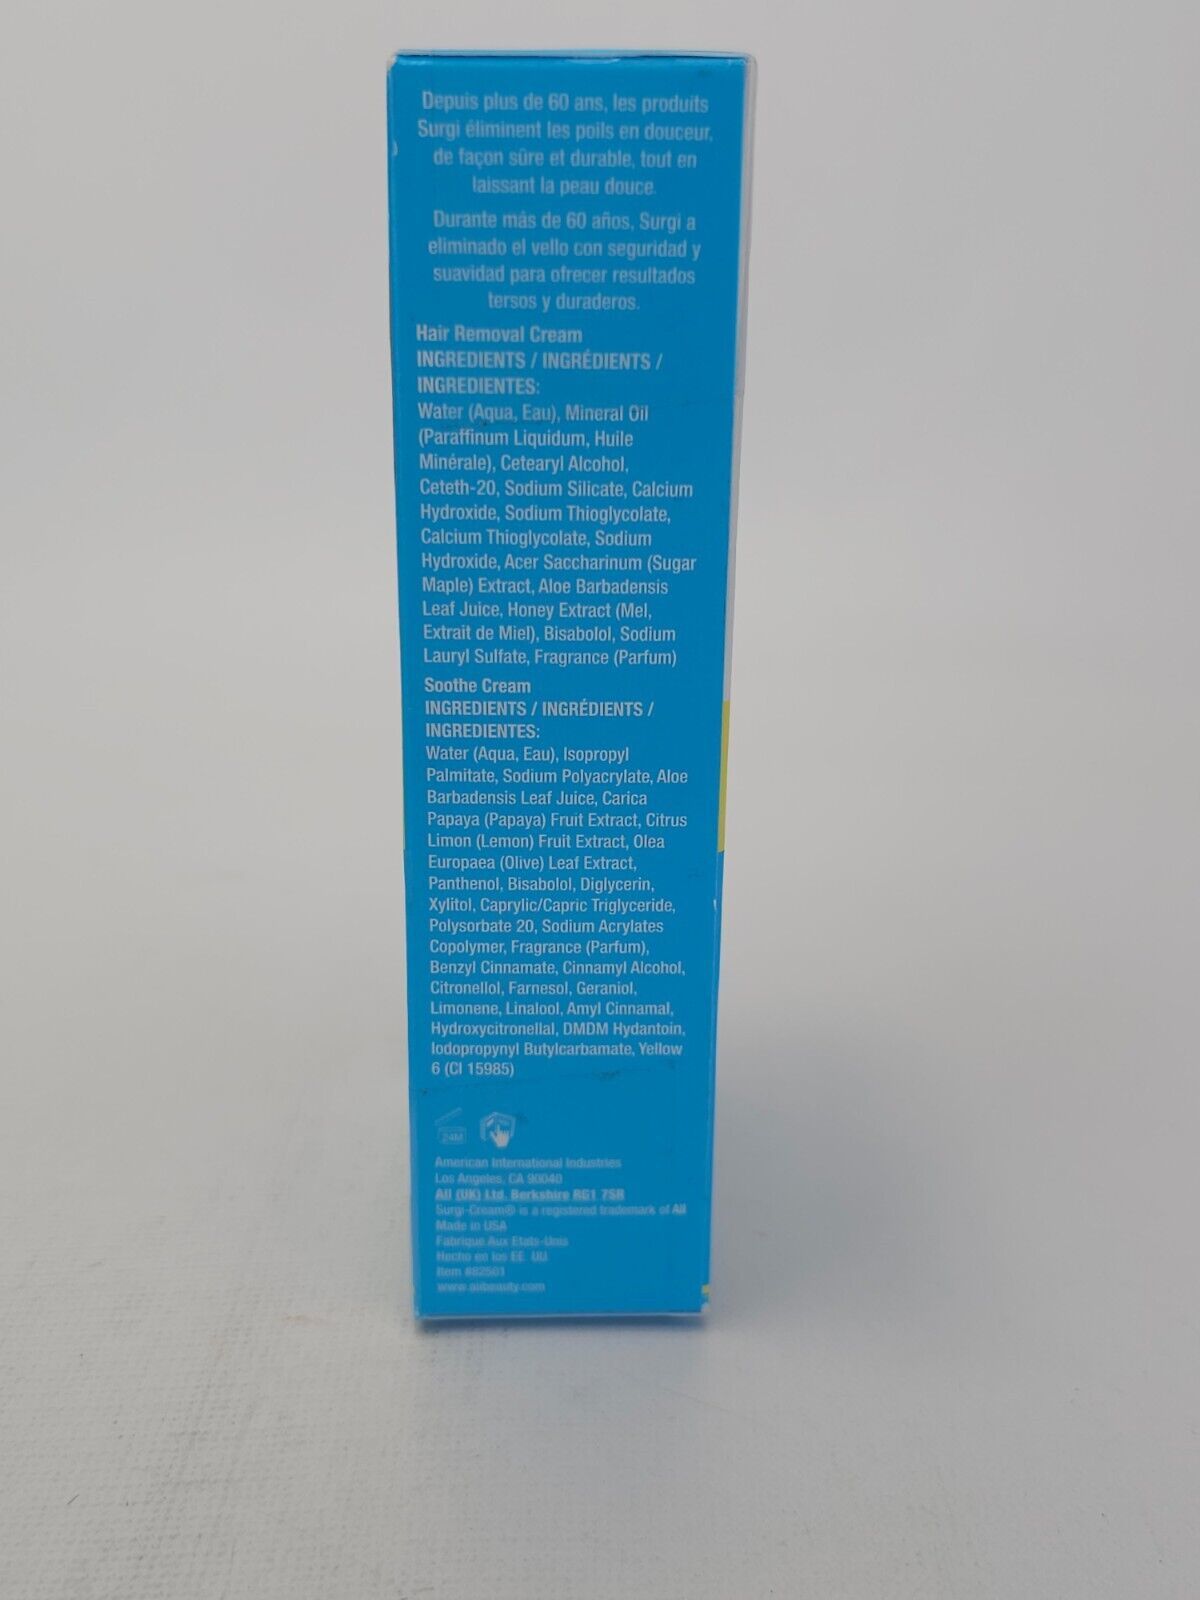 Depuis plus de 60 ans, les produits
Surgi éliminent les poils en douceur,
de façon sûre et durable, tout en
laissant la peau douce.
Durante más de 60 años, Surgi a
eliminado el vello con seguridad y
suavidad para ofrecer resultados
tersos y duraderos.
Hair Removal Cream
INGREDIENTS / INGRÉDIENTS /
INGREDIENTES:
Water (Aqua, Eau), Mineral Oil
(Paraffinum Liquidum, Huile
Minérale), Cetearyl Alcohol,
Ceteth-20, Sodium Silicate, Calcium
Hydroxide, Sodium Thioglycolate,
Calcium Thioglycolate, Sodium
Hydroxide, Acer Saccharinum (Sugar
Maple) Extract, Aloe Barbadensis
Leaf Juice, Honey Extract (Mel,
Extrait de Miel), Bisabolol, Sodium
Lauryl Sulfate, Fragrance (Parfum)
Soothe Cream
INGREDIENTS / INGRÉDIENTS /
INGREDIENTES:
Water (Aqua, Eau), Isopropyl
Palmitate, Sodium Polyacrylate, Aloe
Barbadensis Leaf Juice, Carica
Papaya (Papaya) Fruit Extract, Citrus
Limon (Lemon) Fruit Extract, Olea
Europaea (Olive) Leaf Extract,
Panthenol, Bisabolol, Diglycerin,
Xylitol, Caprylic/Capric Triglyceride,
Polysorbate 20, Sodium Acrylates
Copolymer, Fragrance (Parfum),
Benzyl Cinnamate, Cinnamyl Alcohol,
Citronellol, Farnesol, Geraniol,
Limonene, Linalool, Amyl Cinnamal,
Hydroxycitronellal, DMDM Hydantoin,
Iodopropynyl Butylcarbamate, Yellow
6 (CI 15985)
24M
American International Industries
Los Angeles, CA 90040
AII (UK) Ltd. Berkshire RG1 7SR
Surgi-Cream® is a registered trademark of AII
Made in USA
Fabrique Aux Etats-Unis
Hecho en los EE. UU.
Item #82501
www.aiibeauty.com